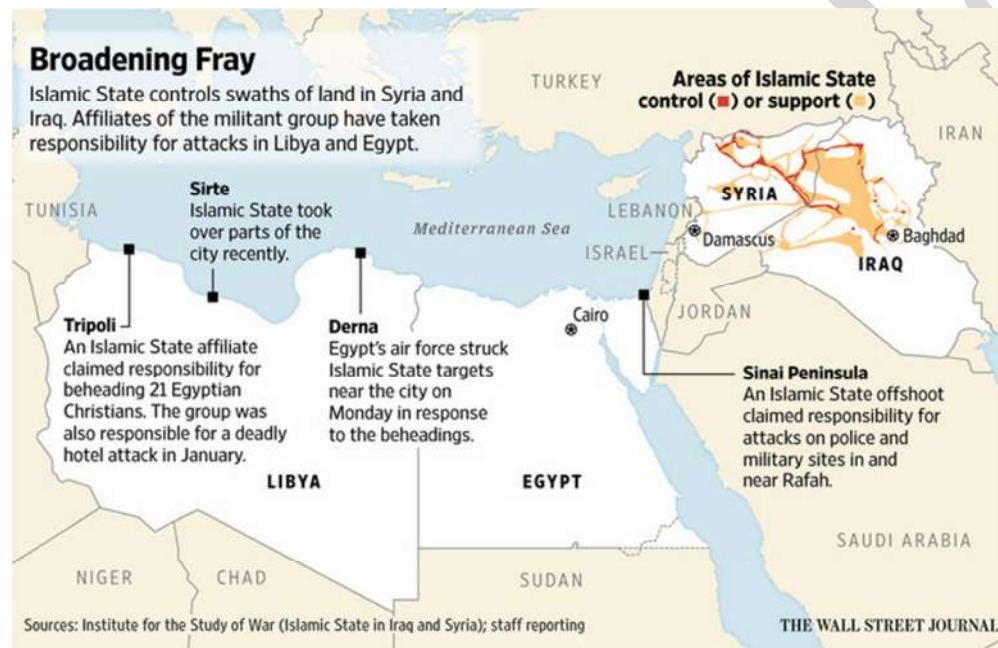 Broadening Fray
Islamic State controls swaths of land in Syria and
Iraq. Affiliates of the militant group have taken
responsibility for attacks in Libya and Egypt.
Areas of Islamic State
control (■) or support (■)
TURKEY
IRAN
SYRIA
LEBANON
Damascus
Baghdad
IRAQ
ISRAEL
JORDAN
TUNISIA
Mediterranean Sea
Sirte
Islamic State took
over parts of the
city recently.
Tripoli
An Islamic State affiliate
claimed responsibility for
beheading 21 Egyptian
Christians. The group was
also responsible for a deadly
hotel attack in January.
Derna
Egypt's air force struck
Islamic State targets
near the city on
Monday in response
to the beheadings.
Cairo
Sinai Peninsula
An Islamic State offshoot
claimed responsibility for
attacks on police and
military sites in and
near Rafah.
LIBYA
EGYPT
SAUDI ARABIA
NIGER
CHAD
SUDAN
Sources: Institute for the Study of War (Islamic State in Iraq and Syria); staff reporting
THE WALL STREET JOURNAL